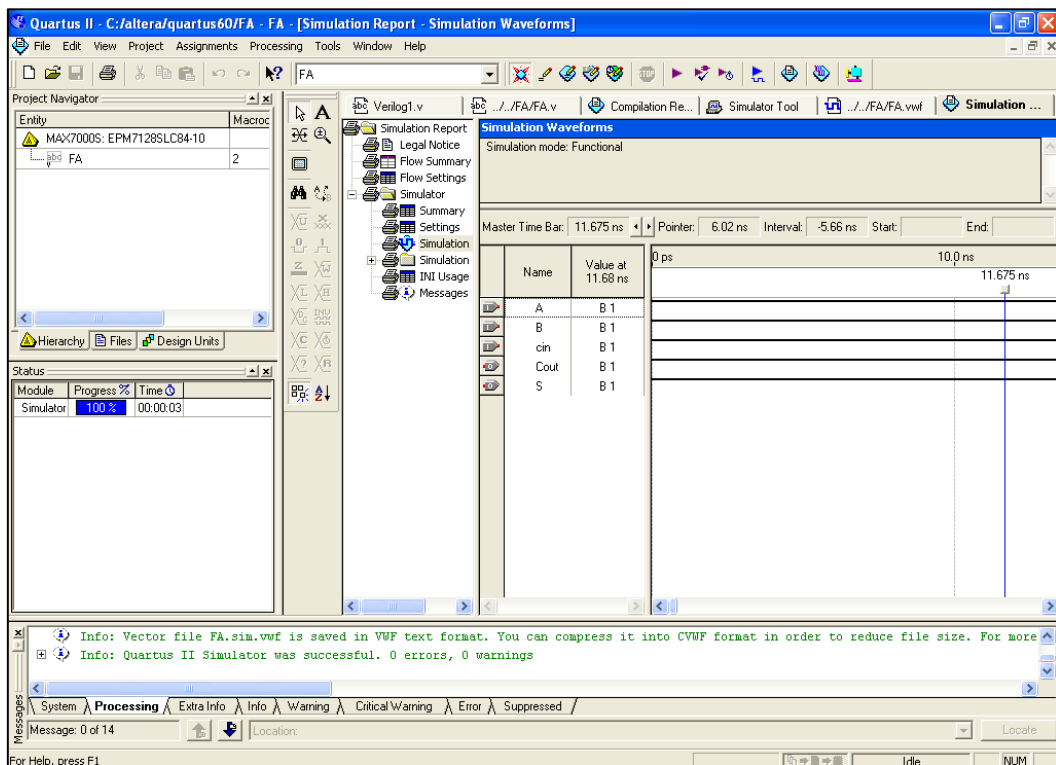 Quartus II - C:/altera/quartus60/FA - FA - [Simulation Report - Simulation Waveforms]
File Edit View Project Assignments Processing Tools Window Help
FA
Project Navigator
Entity Macroc
MAX7000S: EPM7128SLC84-10
abc FA 2
Hierarchy Files Design Units
Status
Module Progress % Time
Simulator 100 % 00:00:03
Verilog1.v ../../FA/FA.v Compilation Re... Simulator Tool ../../FA/FA.vwf Simulation ...
Simulation Report
Legal Notice
Flow Summary
Flow Settings
Simulator
Summary
Settings
Simulation
Simulation
INI Usage
Messages
Simulation Waveforms
Simulation mode: Functional
Master Time Bar: 11.675 ns Pointer: 6.02 ns Interval: -5.66 ns Start: End:
Name Value at 11.68 ns
0 ps 10.0 ns
11.675 ns
A B 1
B B 1
cin B 1
Cout B 1
S B 1
Info: Vector file FA.sim.vwf is saved in VWF text format. You can compress it into CVWF format in order to reduce file size. For more
Info: Quartus II Simulator was successful. 0 errors, 0 warnings
System Processing Extra Info Info Warning Critical Warning Error Suppressed
Messages
Message: 0 of 14 Location: Locate
For Help, press F1 Idle NUM